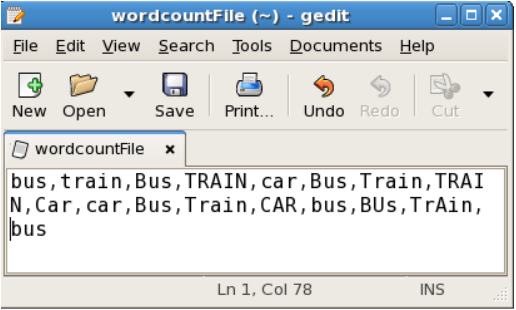 wordcountFile (~) - gedit
File Edit View Search Tools Documents Help
New Open Save Print... Undo Redo Cut
wordcountFile x
bus,train,Bus,TRAIN,car,Bus,Train,TRAI
N,Car,car,Bus,Train,CAR,bus,BUs,TrAin,
bus
Ln 1, Col 78 INS